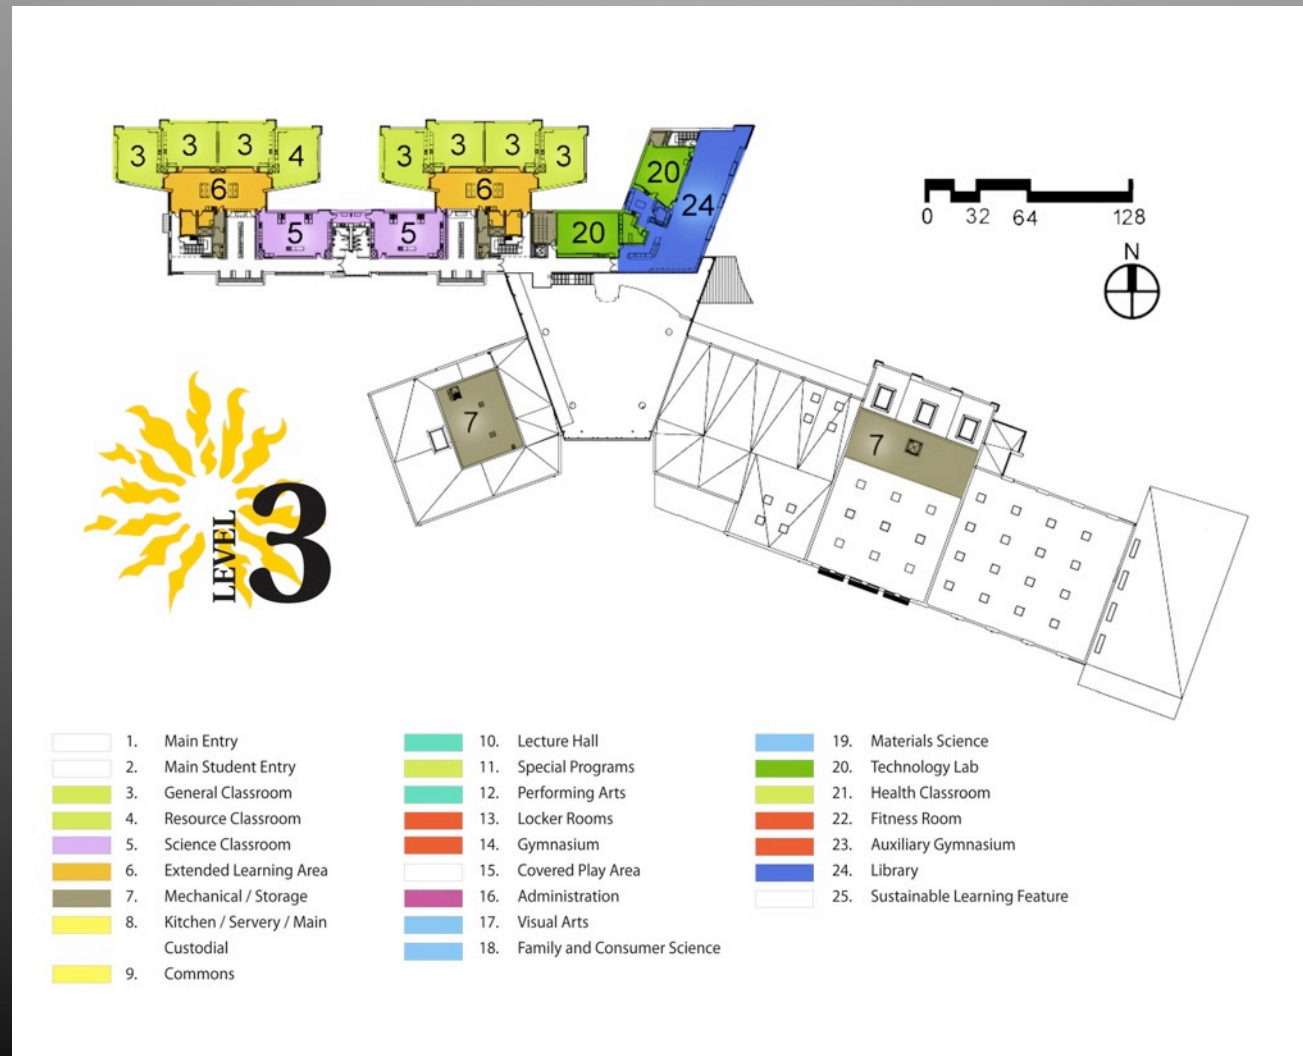 3 3 3 4 3 3 3 3
6 6
5 5 20 20 24
0 32 64 128
N
7
7
LEVEL 3
1. Main Entry
2. Main Student Entry
3. General Classroom
4. Resource Classroom
5. Science Classroom
6. Extended Learning Area
7. Mechanical / Storage
8. Kitchen / Servery / Main
Custodial
9. Commons
10. Lecture Hall
11. Special Programs
12. Performing Arts
13. Locker Rooms
14. Gymnasium
15. Covered Play Area
16. Administration
17. Visual Arts
18. Family and Consumer Science
19. Materials Science
20. Technology Lab
21. Health Classroom
22. Fitness Room
23. Auxiliary Gymnasium
24. Library
25. Sustainable Learning Feature